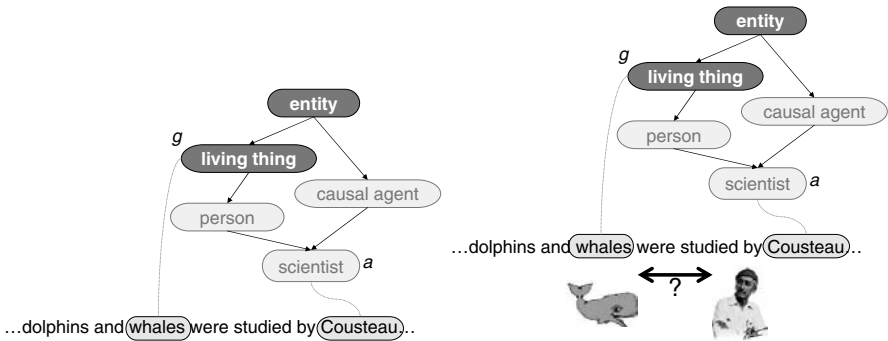 entity
g
living thing
causal agent
person
scientist a
…dolphins and whales were studied by Cousteau…
entity
g
living thing
causal agent
person
scientist a
…dolphins and whales were studied by Cousteau…
?